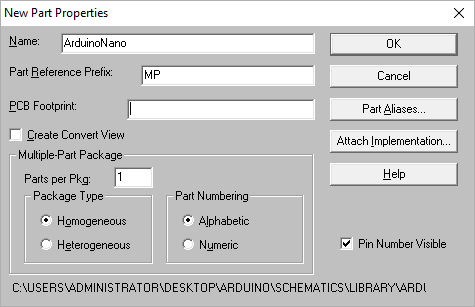 New Part Properties
Name: ArduinoNano
OK
Part Reference Prefix: MP
Cancel
PCB Footprint:
Part Aliases...
Create Convert View
Attach Implementation...
Multiple-Part Package
Parts per Pkg: 1
Help
Package Type
Part Numbering
Homogeneous
Alphabetic
Heterogeneous
Numeric
Pin Number Visible
C:\USERS\ADMINISTRATOR\DESKTOP\ARDUINO\SCHEMATICS\LIBRARY\ARDU